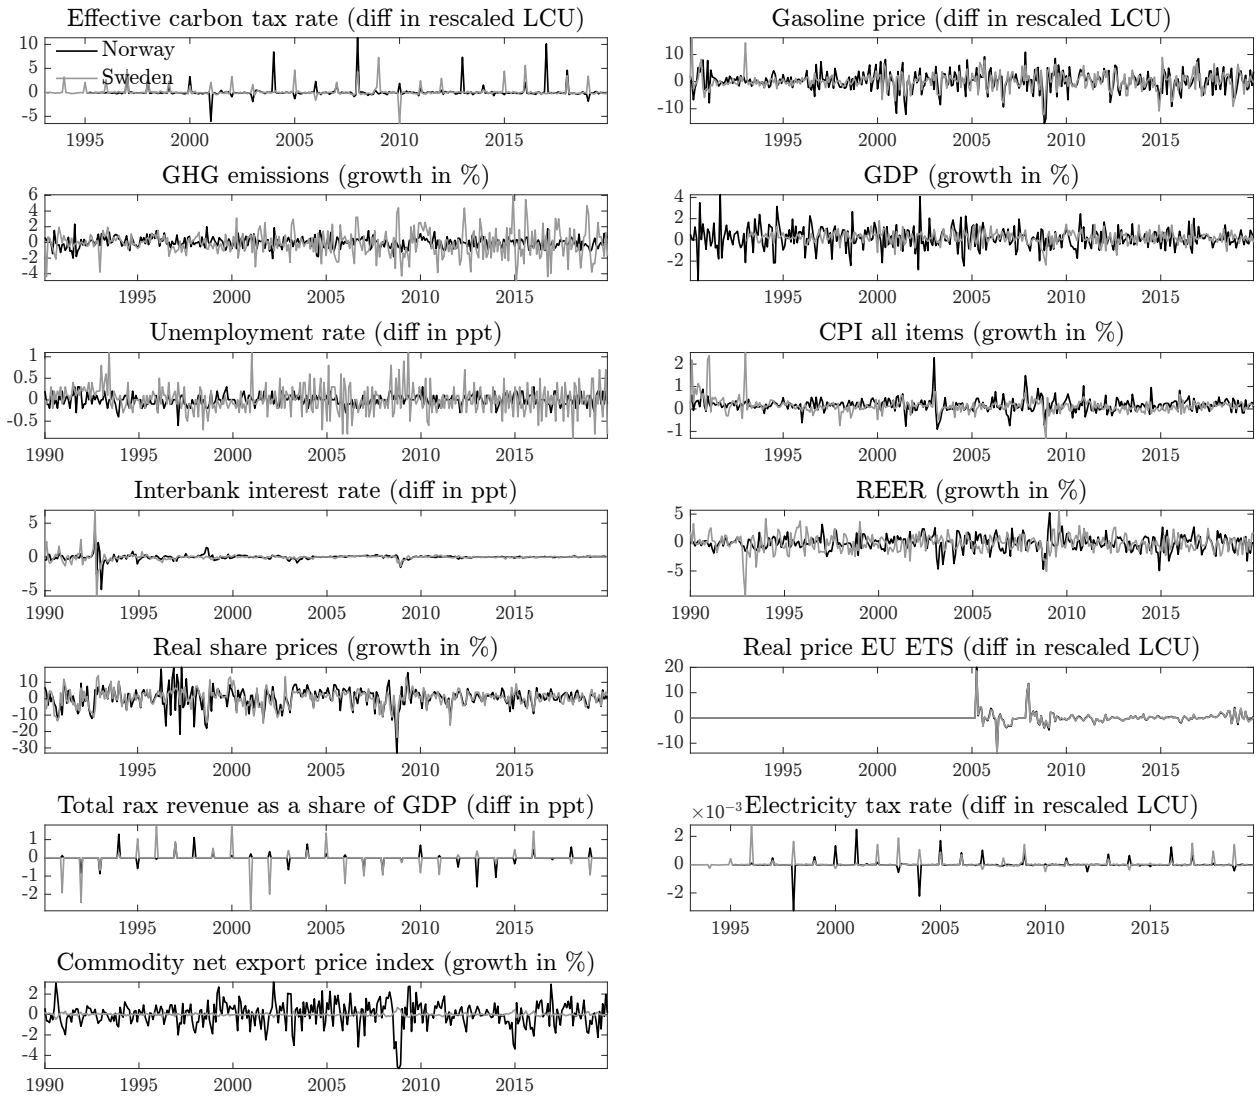 Effective carbon tax rate (diff in rescaled LCU)
10
5
0
-5
Norway
Sweden
1995 2000 2005 2010 2015
Gasoline price (diff in rescaled LCU)
10
0
-10
1995 2000 2005 2010 2015
GHG emissions (growth in %)
6
4
2
0
-2
-4
1995 2000 2005 2010 2015
GDP (growth in %)
4
2
0
-2
1995 2000 2005 2010 2015
Unemployment rate (diff in ppt)
1
0.5
0
-0.5
1990 1995 2000 2005 2010 2015
CPI all items (growth in %)
2
1
0
-1
1995 2000 2005 2010 2015
Interbank interest rate (diff in ppt)
5
0
-5
1990 1995 2000 2005 2010 2015
REER (growth in %)
5
0
-5
1990 1995 2000 2005 2010 2015
Real share prices (growth in %)
10
0
-10
-20
-30
1995 2000 2005 2010 2015
Real price EU ETS (diff in rescaled LCU)
20
10
0
-10
1995 2000 2005 2010 2015
Total rax revenue as a share of GDP (diff in ppt)
1
0
-1
-2
1995 2000 2005 2010 2015
×10⁻³ Electricity tax rate (diff in rescaled LCU)
2
0
-2
1995 2000 2005 2010 2015
Commodity net export price index (growth in %)
2
0
-2
-4
1990 1995 2000 2005 2010 2015